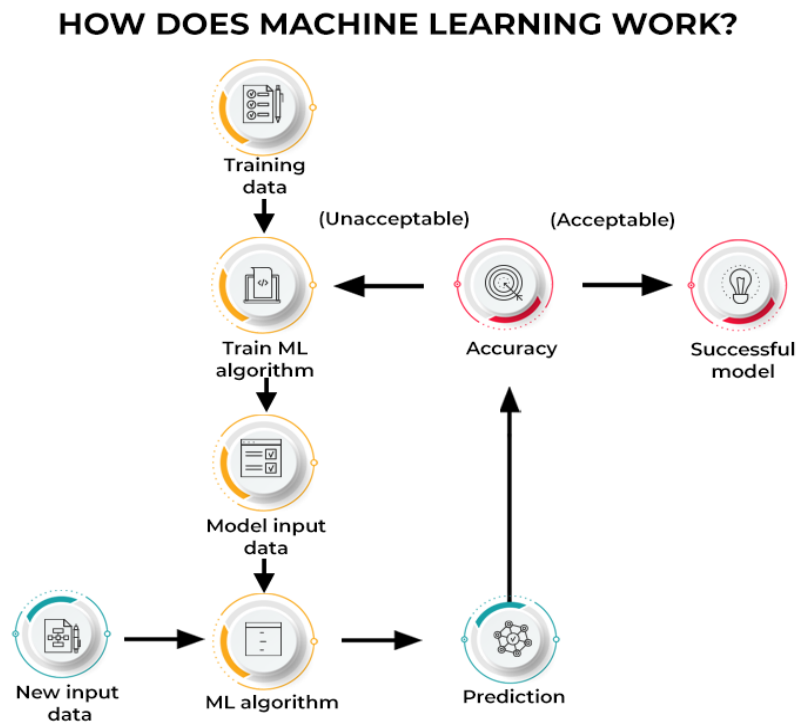 HOW DOES MACHINE LEARNING WORK?
Training
data
(Unacceptable)
(Acceptable)
</>
Train ML
algorithm
Accuracy
Successful
model
Model input
data
New input
data
ML algorithm
Prediction